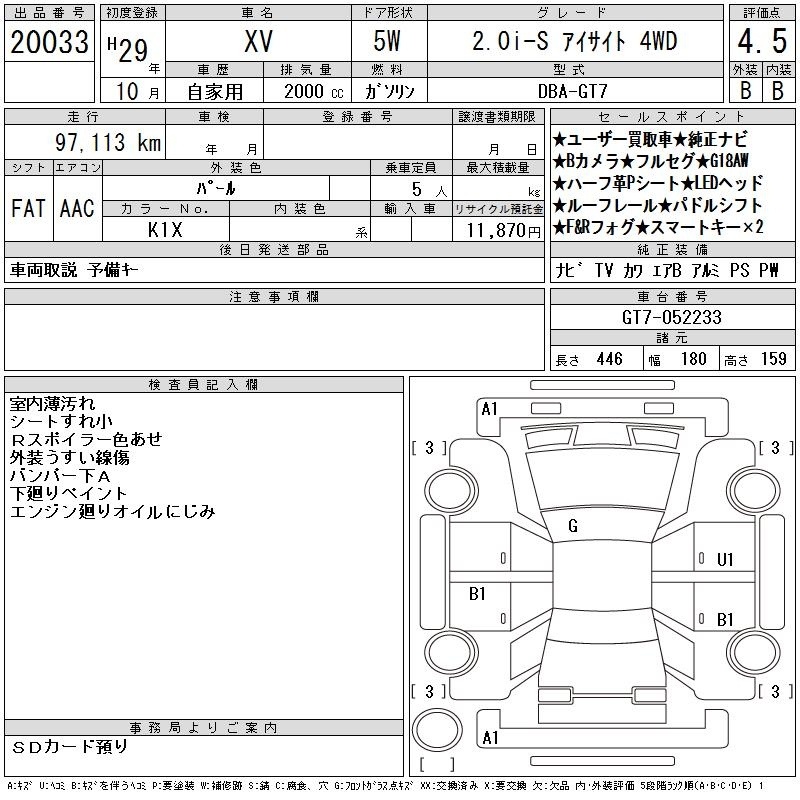 出品番号 初度登録 車名 ドア形状 グレード 評価点
20033 H29年 XV 5W 2.0i-S アイサイト 4WD 4.5
車歴 排気量 燃料 型式 外装 内装
10月 自家用 2000cc ガソリン DBA-GT7 B B
走行 車検 登録番号 譲渡書類期限
97,113 km 年 月 月 日
シフト エアコン 外装色 乗車定員 最大積載量
FAT AAC パール 5人 kg
カラーNo. 内装色 輸入車 リサイクル預託金
K1X 系 11,870円
後日発送部品
車両取説 予備キー
セールスポイント
★ユーザー買取車★純正ナビ
★Bカメラ★フルセグ★G18AW
★ハーフ革Pシート★LEDヘッド
★ルーフレール★パドルシフト
★F&Rフォグ★スマートキー×2
純正装備
ナビ TV カワ エアB アルミ PS PW
注意事項欄
車台番号
GT7-052233
諸元
長さ 446 幅 180 高さ 159
検査員記入欄
室内薄汚れ
シートすれ小
Rスポイラー色あせ
外装うすい線傷
バンパー下A
下廻りペイント
エンジン廻りオイルにじみ
事務局よりご案内
SDカード預り
A1
[ 3 ] [ 3 ]
G
U1
B1
B1
[ 3 ] [ 3 ]
A1
[ ]
A:キズ U:ヘコミ B:キズを伴うヘコミ P:要塗装 W:補修跡 S:錆 C:腐食、穴 G:フロントガラス点キズ XX:交換済み X:要交換 欠:欠品 内・外装評価 5段階ランク順(A・B・C・D・E) 1